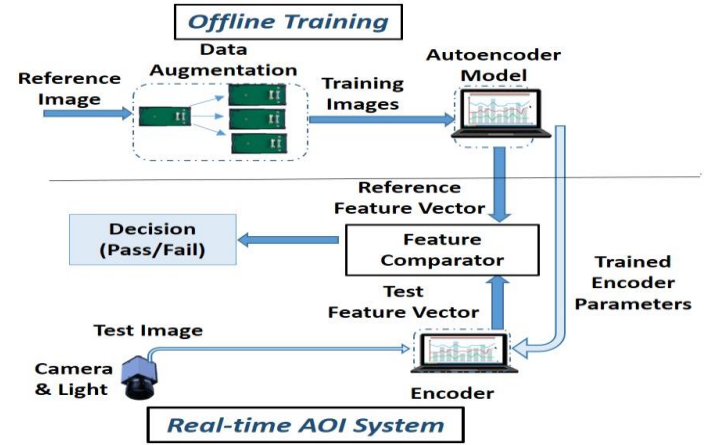 Offline Training
Data
Augmentation
Reference
Image
Training
Images
Autoencoder
Model
Reference
Feature Vector
Decision
(Pass/Fail)
Feature
Comparator
Trained
Encoder
Parameters
Test
Feature Vector
Test Image
Camera
& Light
Encoder
Real-time AOI System